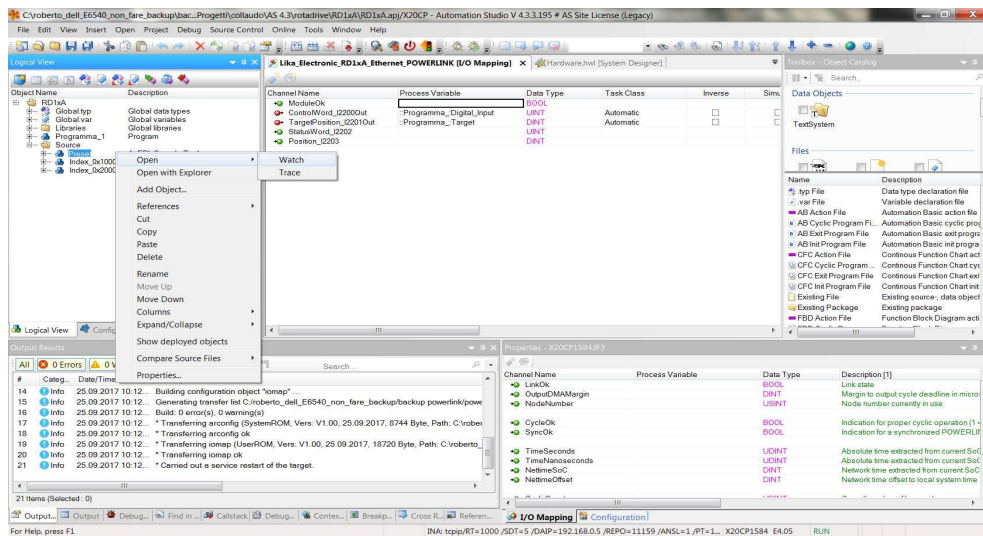 C:\roberto_dell_E6540_non_fare_backup\bac...Progetti\collaudo\AS 4.3\rotadrive\RD1xA\RD1xA.apj/X20CP - Automation Studio V 4.3.3.195 # AS Site License (Legacy)
File Edit View Insert Open Project Debug Source Control Online Tools Window Help
Logical View
Lika_Electronic_RD1xA_Ethernet_POWERLINK [I/O Mapping]
Hardware.hwl [System Designer]
Toolbox - Object Catalog
Object Name Description
RD1xA
Global.typ Global data types
Global.var Global variables
Libraries Global libraries
Programma_1 Program
Source
Preset
Index_0x1000
Index_0x2000
Open
Open with Explorer
Add Object...
References
Cut
Copy
Paste
Delete
Rename
Move Up
Move Down
Columns
Expand/Collapse
Show deployed objects
Compare Source Files
Properties...
Watch
Trace
Logical View Config
Channel Name Process Variable Data Type Task Class Inverse Simu
ModuleOk BOOL
ControlWord_I2200Out ::Programma_:Digital_Input UINT Automatic
TargetPosition_I2201Out ::Programma_:Target DINT Automatic
StatusWord_I2202 UINT
Position_I2203 DINT
Search...
Data Objects
TextSystem
Files
Name Description
.typ File Data type declaration file
.var File Variable declaration file
AB Action File Automation Basic action file
AB Cyclic Program Fi... Automation Basic cyclic prog
AB Exit Program File Automation Basic exit progra
AB Init Program File Automation Basic init progra
CFC Action File Continous Function Chart act
CFC Cyclic Program ... Continous Function Chart cyc
CFC Exit Program File Continous Function Chart exi
CFC Init Program File Continous Function Chart init
Existing File Existing source-, data object
Existing Package Existing package
FBD Action File Function Block Diagram acti
Output Results
All 0 Errors 0 W
Search...
# Categ... Date/Time
14 Info 25.09.2017 10:12... Building configuration object "iomap" ...
15 Info 25.09.2017 10:12... Generating transfer list C:/roberto_dell_E6540_non_fare_backup/backup powerlink/powe
16 Info 25.09.2017 10:12... Build: 0 error(s), 0 warning(s)
17 Info 25.09.2017 10:12... * Transferring arconfig (SystemROM, Vers: V1.00, 25.09.2017, 8744 Byte, Path: C:\rober
18 Info 25.09.2017 10:12... * Transferring arconfig ok
19 Info 25.09.2017 10:12... * Transferring iomap (UserROM, Vers: V1.00, 25.09.2017, 18720 Byte, Path: C:\roberto_
20 Info 25.09.2017 10:12... * Transferring iomap ok
21 Info 25.09.2017 10:12... * Carried out a service restart of the target.
21 Items (Selected : 0)
Output... Output Debug... Find in ... Callstack Debug... Contex... Breakp... Cross R... Referen...
Properties - X20CP1584.IF3
Channel Name Process Variable Data Type Description [1]
LinkOk BOOL Link state
OutputDMAMargin DINT Margin to output cycle deadline in micros
NodeNumber USINT Node number currently in use
CycleOk BOOL Indication for proper cyclic operation (1 -
SyncOk BOOL Indication for a synchronized POWERLIN
TimeSeconds UDINT Absolute time extracted from current SoC
TimeNanoseconds UDINT Absolute time extracted from current SoC
NettimeSoC DINT Network time extracted from current SoC
NettimeOffset DINT Network time offset to local system time
I/O Mapping Configuration
For Help, press F1
INA: tcpip/RT=1000 /SDT=5 /DAIP=192.168.0.5 /REPO=11159 /ANSL=1 /PT=1... X20CP1584 E4.05 RUN